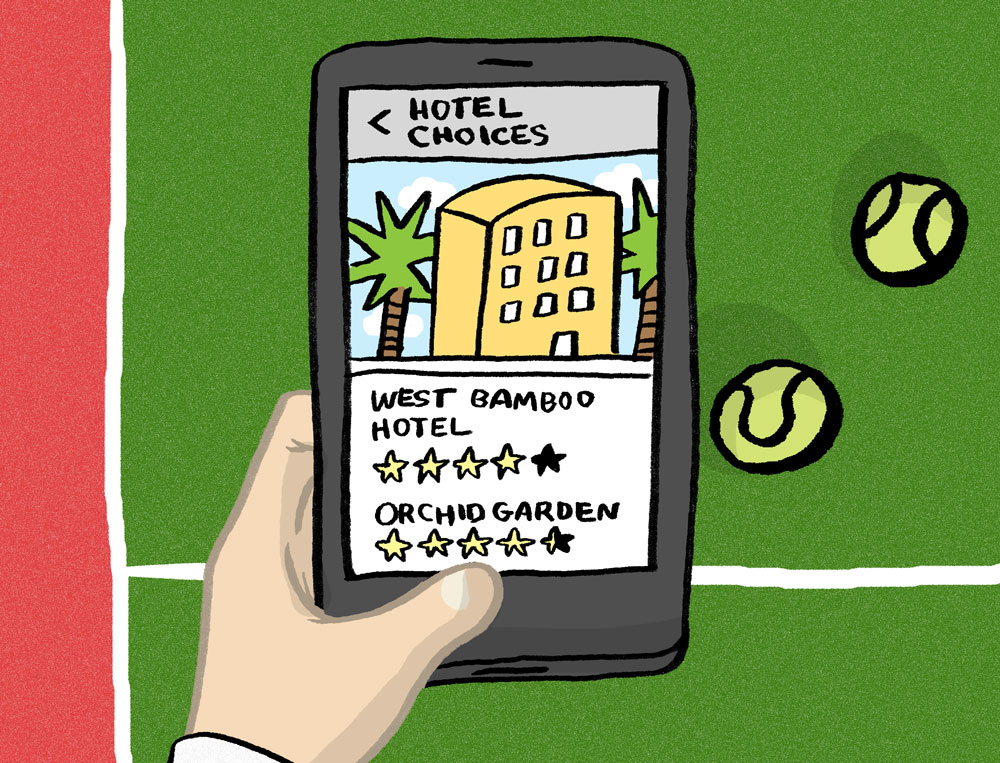 < HOTEL
CHOICES
WEST BAMBOO
HOTEL
ORCHID GARDEN